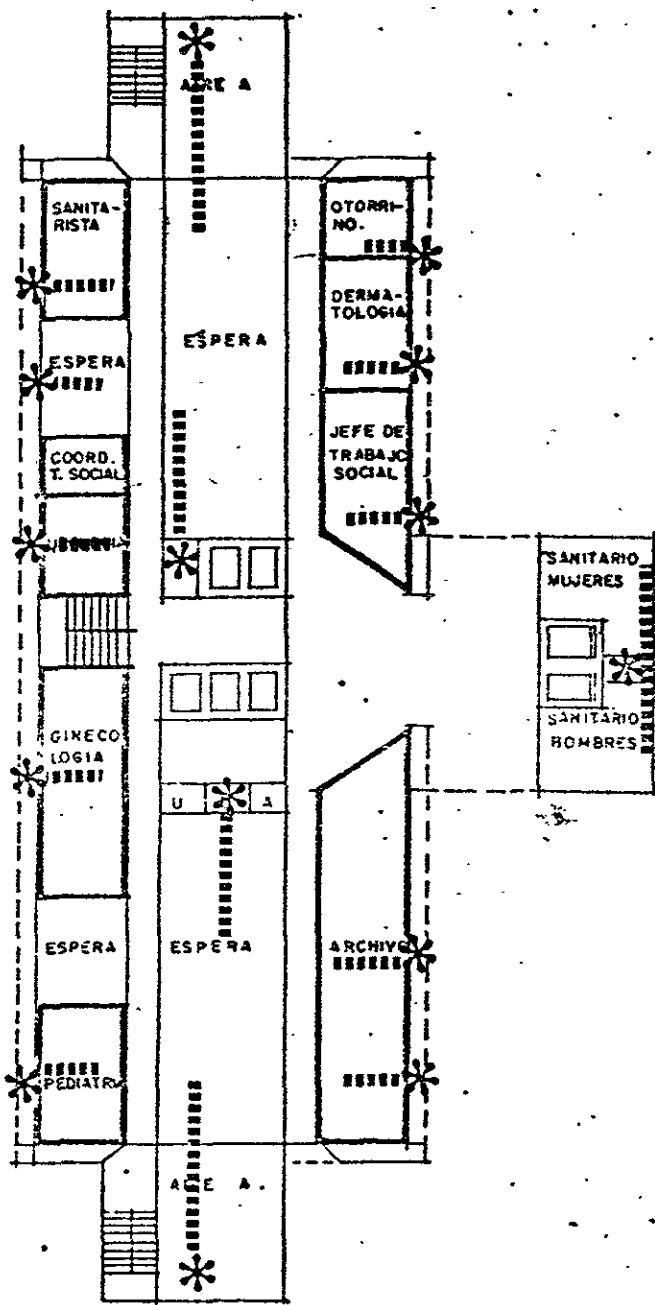 AIRE A
SANITA-
RISTA
OTORRI-
NO.
DERMA-
TOLOGIA
ESPERA
ESPERA
JEFE DE
TRABAJO
SOCIAL
COORD.
T. SOCIAL
SANITARIO
MUJERES
SANITARIO
HOMBRES
GINECO
LOGIA
U
A
ESPERA
ESPERA
ARCHIVO
PEDIATRIA
AIRE A.